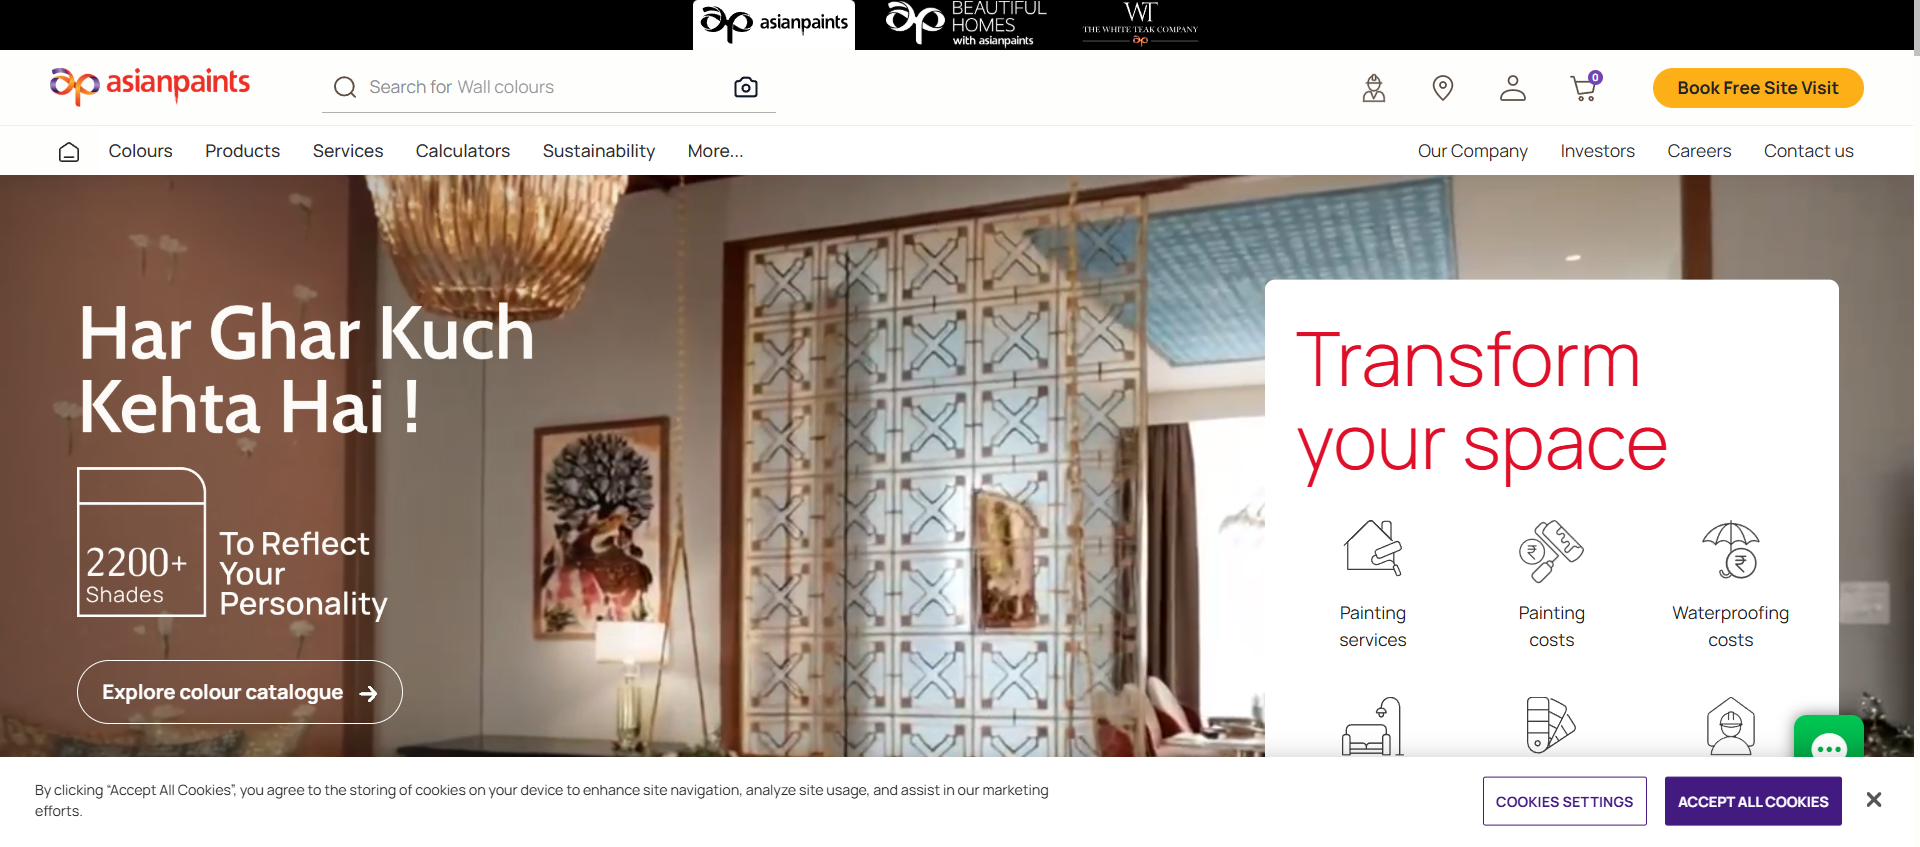 asianpaints
BEAUTIFUL
HOMES
with asianpaints
WT
THE WHITE TEAK COMPANY
asianpaints
Search for Wall colours
0
Book Free Site Visit
Colours
Products
Services
Calculators
Sustainability
More...
Our Company
Investors
Careers
Contact us
Har Ghar Kuch
Kehta Hai !
2200+
Shades
To Reflect
Your
Personality
Explore colour catalogue
Transform
your space
Painting
services
Painting
costs
Waterproofing
costs
By clicking “Accept All Cookies”, you agree to the storing of cookies on your device to enhance site navigation, analyze site usage, and assist in our marketing
efforts.
COOKIES SETTINGS
ACCEPT ALL COOKIES